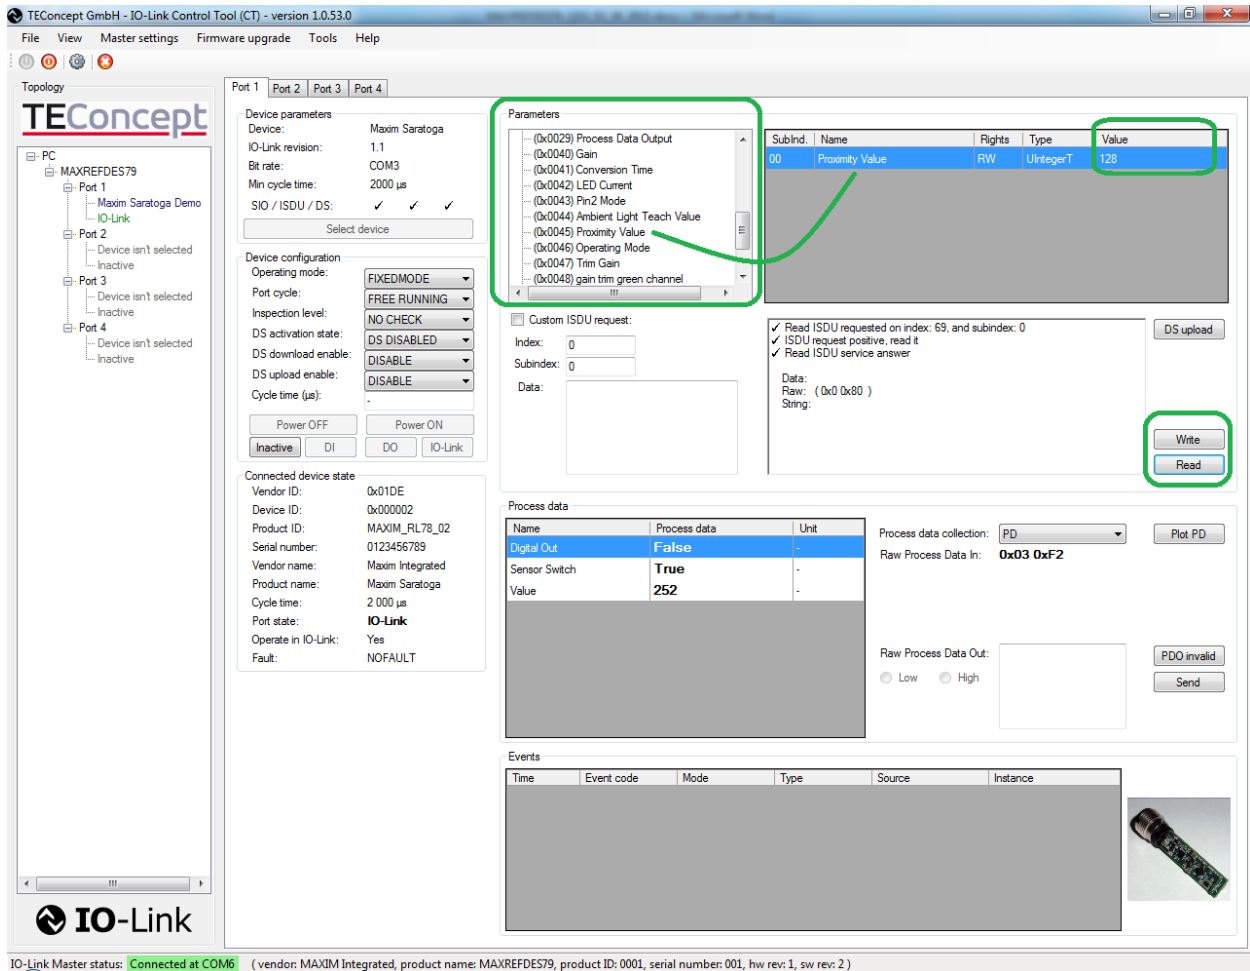 TEConcept GmbH - IO-Link Control Tool (CT) - version 1.0.53.0
File View Master settings Firmware upgrade Tools Help
Topology
TEConcept
PC
MAXREFDES79
Port 1
Maxim Saratoga Demo
IO-Link
Port 2
Device isn't selected
Inactive
Port 3
Device isn't selected
Inactive
Port 4
Device isn't selected
Inactive
IO-Link
Port 1 Port 2 Port 3 Port 4
Device parameters
Device: Maxim Saratoga
IO-Link revision: 1.1
Bit rate: COM3
Min cycle time: 2000 µs
SIO / ISDU / DS: ✓ ✓ ✓
Select device
Device configuration
Operating mode: FIXEDMODE
Port cycle: FREE RUNNING
Inspection level: NO CHECK
DS activation state: DS DISABLED
DS download enable: DISABLE
DS upload enable: DISABLE
Cycle time (µs): -
Power OFF Power ON
Inactive DI DO IO-Link
Connected device state
Vendor ID: 0x01DE
Device ID: 0x000002
Product ID: MAXIM_RL78_02
Serial number: 0123456789
Vendor name: Maxim Integrated
Product name: Maxim Saratoga
Cycle time: 2 000 µs
Port state: IO-Link
Operate in IO-Link: Yes
Fault: NOFAULT
Parameters
(0x0029) Process Data Output
(0x0040) Gain
(0x0041) Conversion Time
(0x0042) LED Current
(0x0043) Pin2 Mode
(0x0044) Ambient Light Teach Value
(0x0045) Proximity Value
(0x0046) Operating Mode
(0x0047) Trim Gain
(0x0048) gain trim green channel
SubInd. Name Rights Type Value
00 Proximity Value RW UIntegerT 128
Custom ISDU request:
Index: 0
Subindex: 0
Data:
✓ Read ISDU requested on index: 69, and subindex: 0
✓ ISDU request positive, read it
✓ Read ISDU service answer
Data:
Raw: ( 0x0 0x80 )
String:
DS upload
Write
Read
Process data
Name Process data Unit
Digital Out False -
Sensor Switch True -
Value 252 -
Process data collection: PD
Plot PD
Raw Process Data In: 0x03 0xF2
Raw Process Data Out:
Low High
PDO invalid
Send
Events
Time Event code Mode Type Source Instance
IO-Link Master status: Connected at COM6 ( vendor: MAXIM Integrated, product name: MAXREFDES79, product ID: 0001, serial number: 001, hw rev: 1, sw rev: 2 )